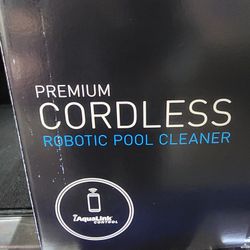 PREMIUM
CORDLESS
ROBOTIC POOL CLEANER
iAquaLink
CONTROL